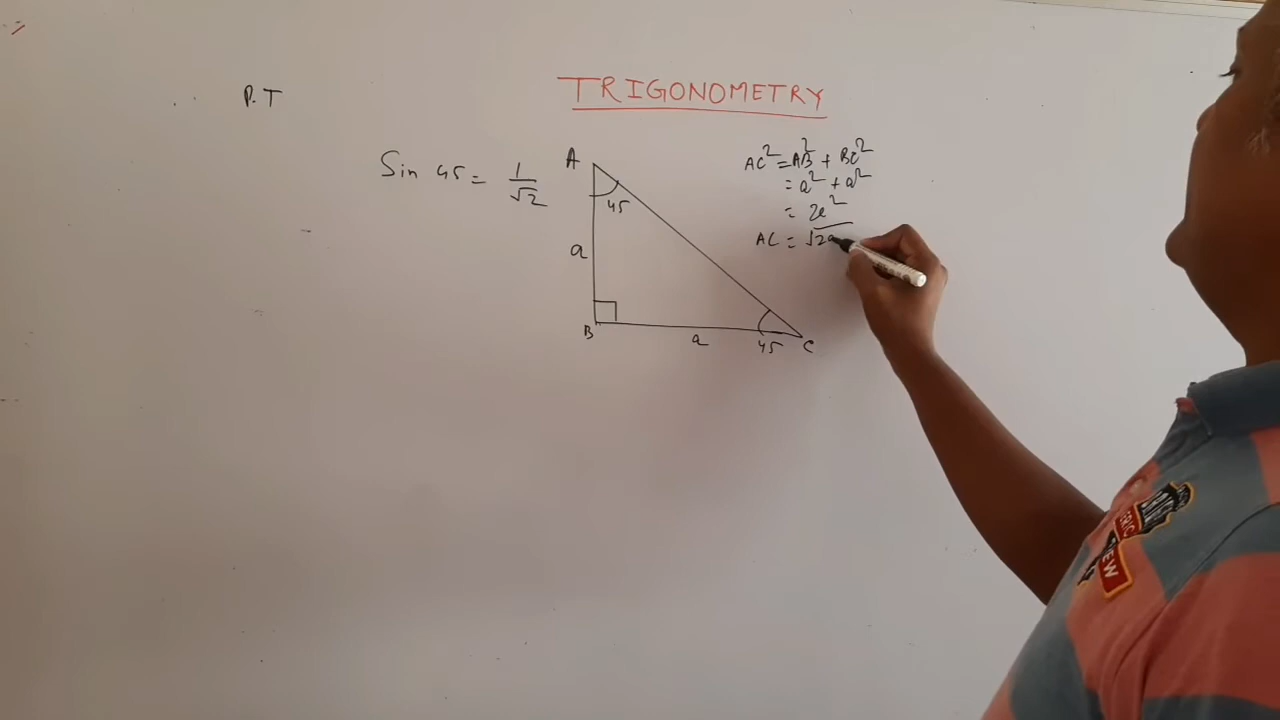 TRIGONOMETRY
P.T
Sin 45 = 1/√2
A
45
a
B
a
45
C
AC² = AB² + BC²
= a² + a²
= 2a²
AC = √2a